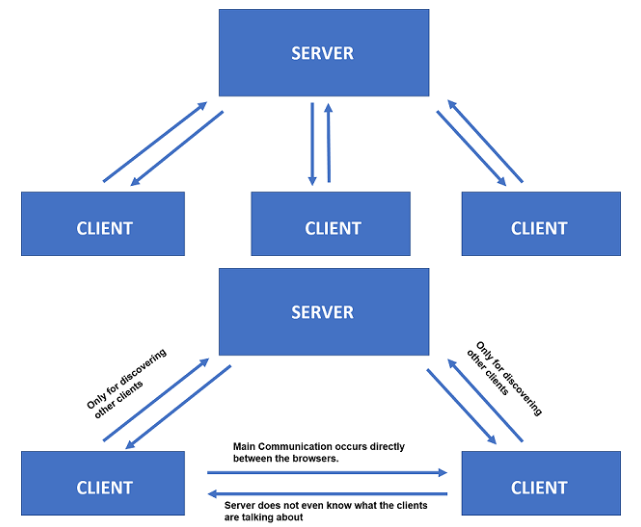 SERVER
CLIENT
CLIENT
CLIENT
SERVER
Only for discovering
other clients
Only for discovering
other clients
Main Communication occurs directly
between the browsers.
CLIENT
CLIENT
Server does not even know what the clients
are talking about